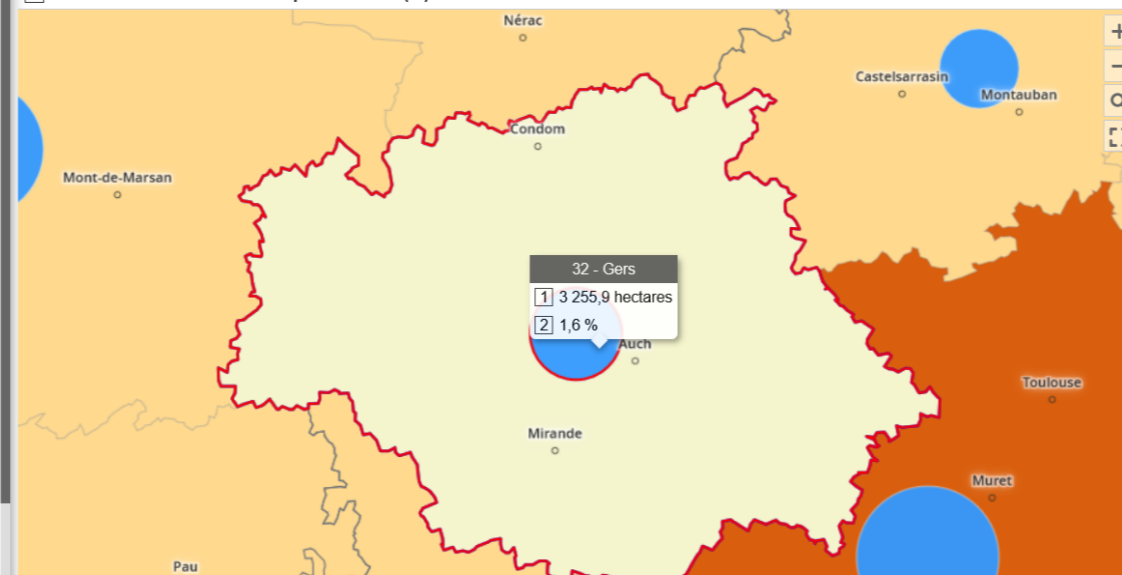 Nérac
Castelsarrasin
Montauban
Condom
Mont-de-Marsan
32 - Gers
1 3 255,9 hectares
2 1,6 %
Auch
Toulouse
Mirande
Muret
Pau